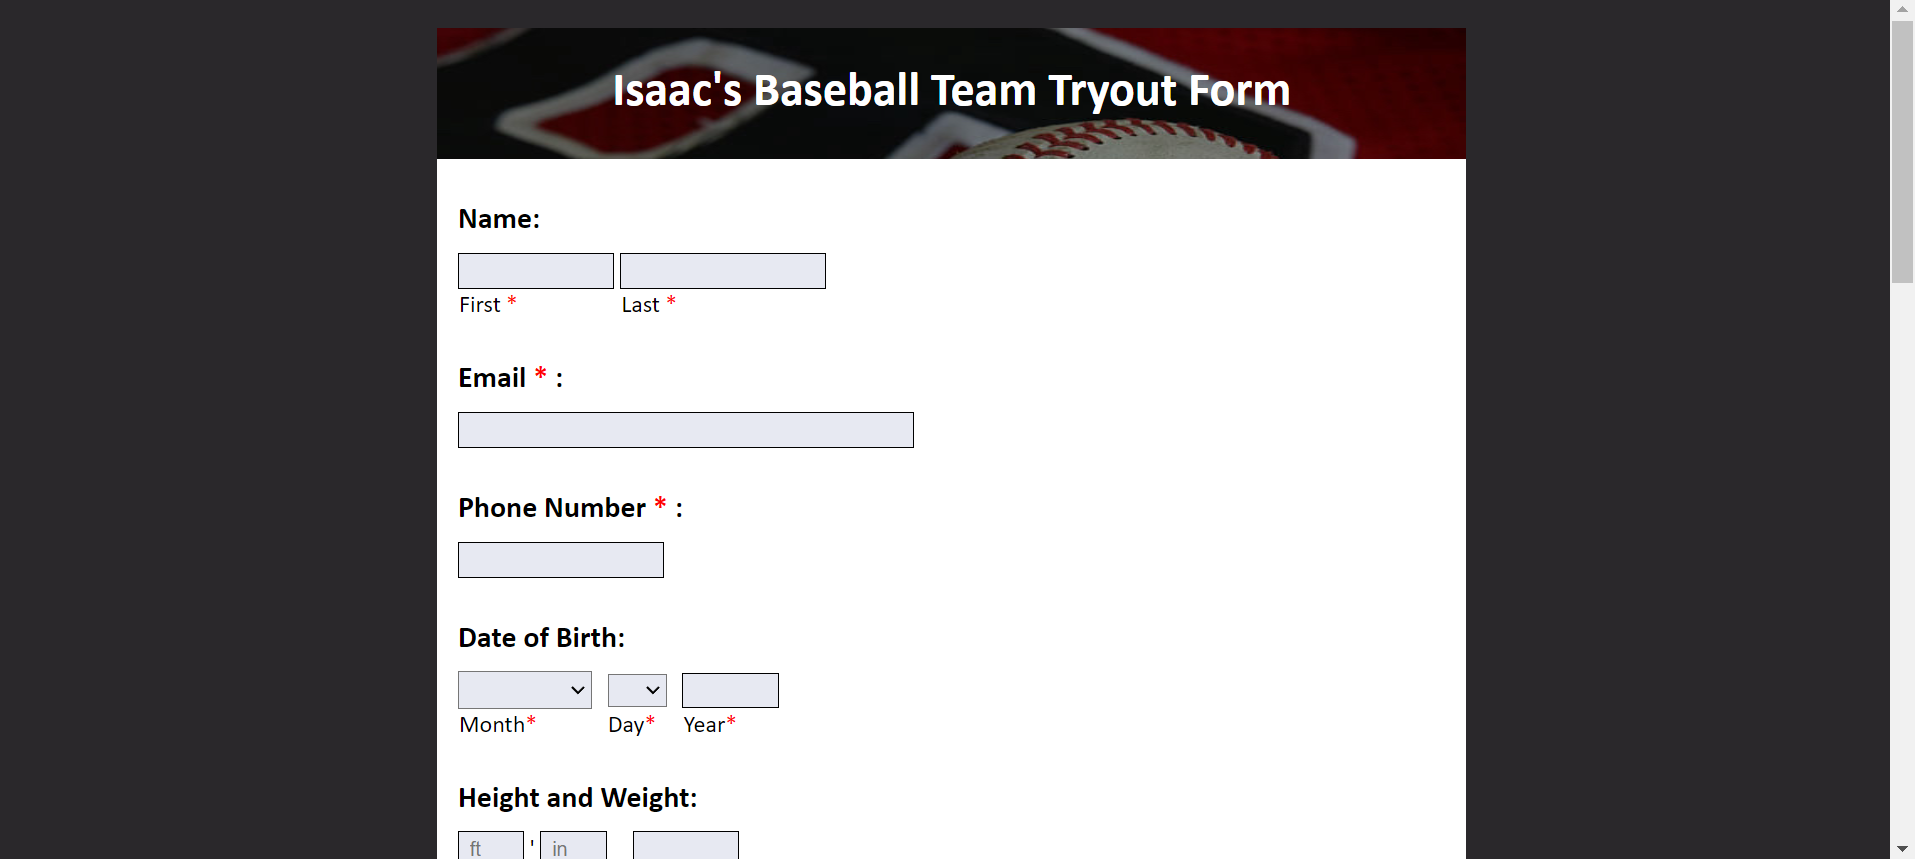 Isaac's Baseball Team Tryout Form
Name:
First * Last *
Email * :
Phone Number * :
Date of Birth:
Month* Day* Year*
Height and Weight:
ft ' in